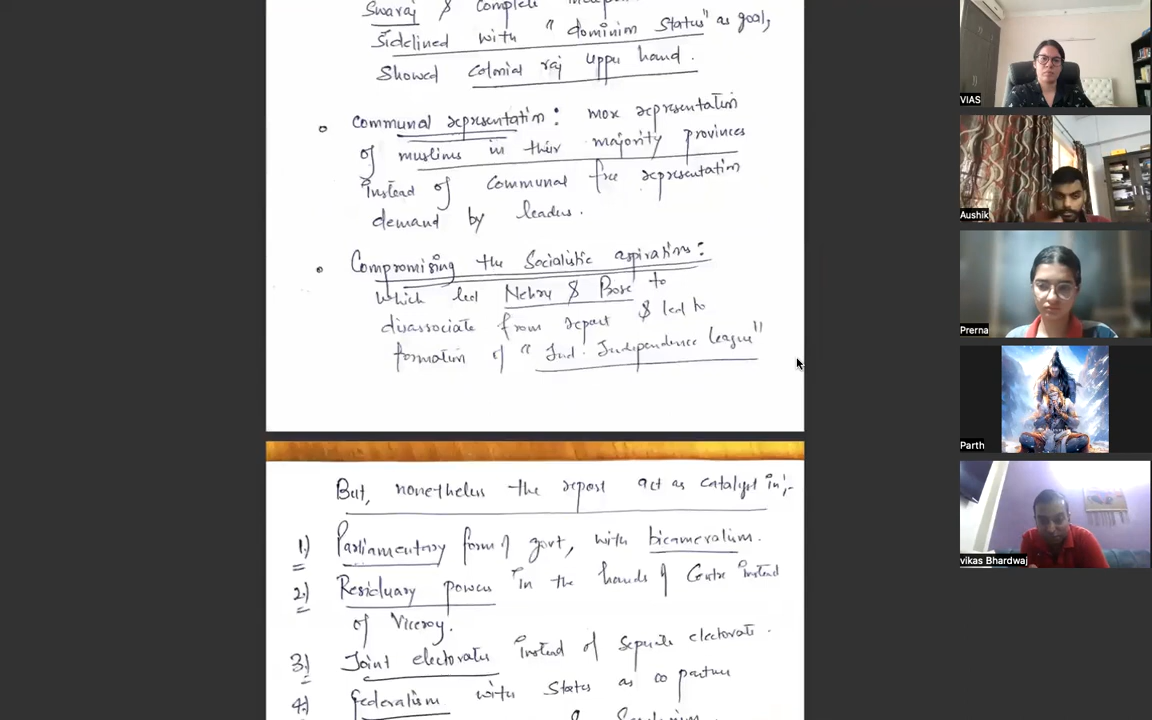 Swaraj & complete
Sidelined with "dominim Status" as goal,
Showed colonial raj uppu hand.
Communal representation: more representation
of muslims in their majority provinces
instead of communal free representation
demand by leaders.
Compromising the Socialistic aspirations:
which led Nehru & Bose to
disassociate from report & led to
formation of "Ind. Independence league"
But, nonetheless the report act as catalyst in;-
1) Parliamentary form of govt, with bicameralism.
2) Residuary powers in the hands of Centre instead
of Viceroy.
3) Joint electorates instead of separate electorate.
4) federalism with states as co partner
VIAS
Aushik
Prerna
Parth
vikas Bhardwaj